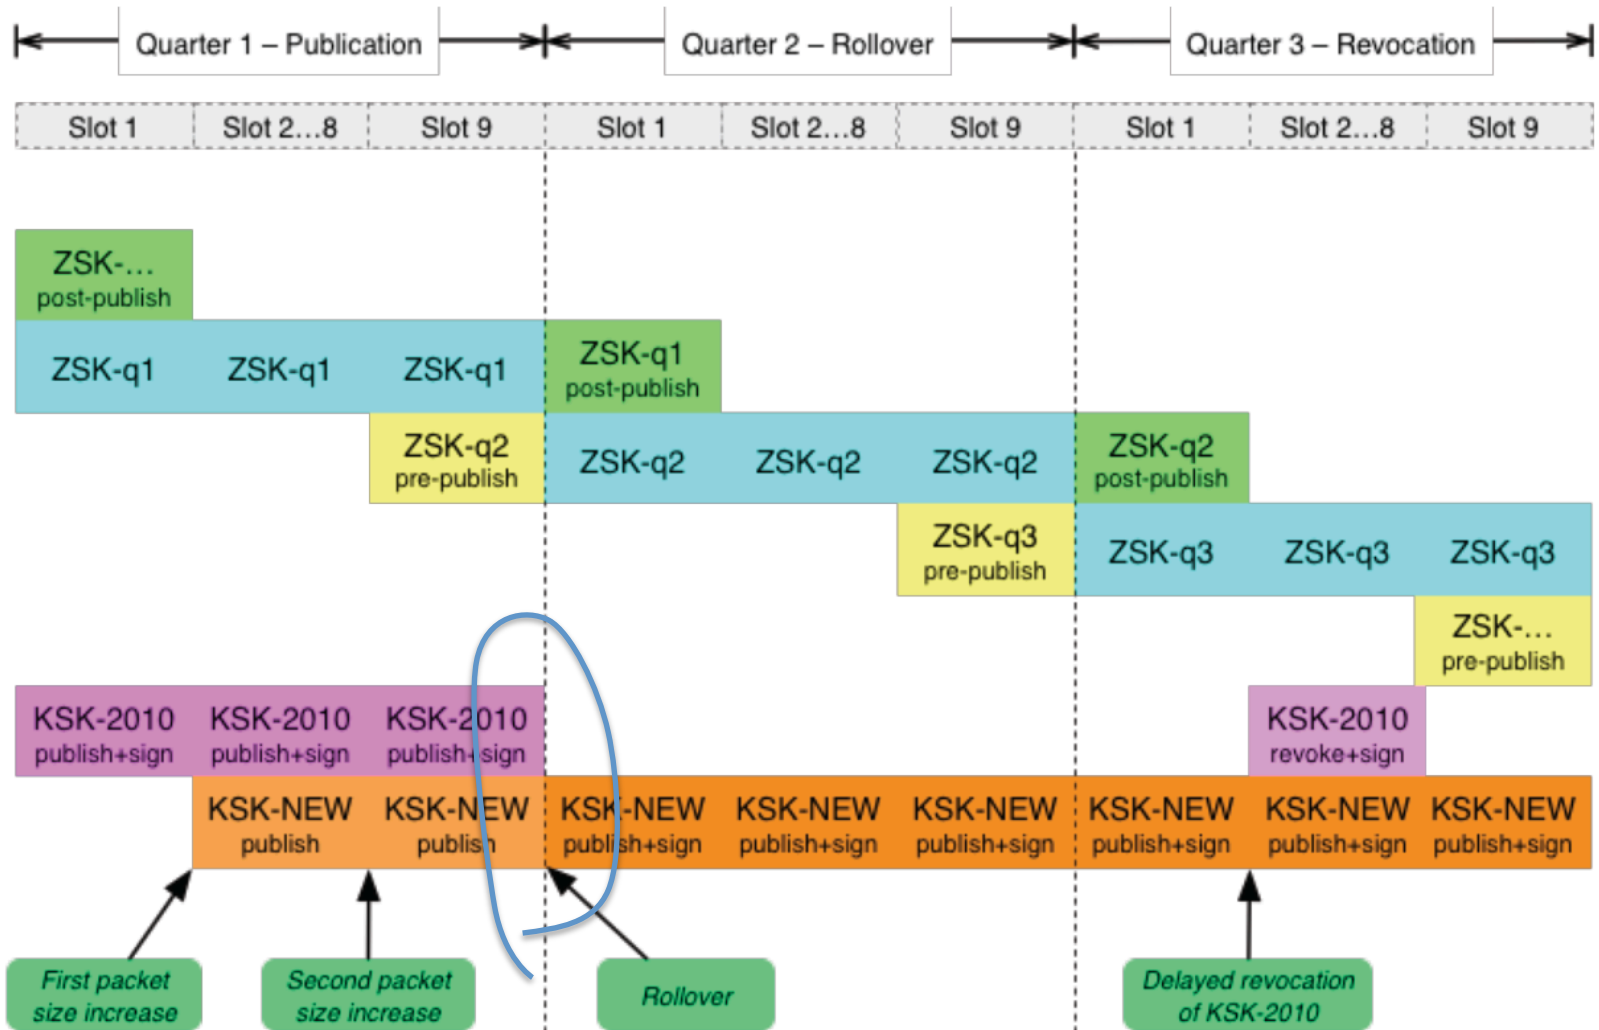 Quarter 1 – Publication
Quarter 2 – Rollover
Quarter 3 – Revocation
Slot 1
Slot 2…8
Slot 9
Slot 1
Slot 2…8
Slot 9
Slot 1
Slot 2…8
Slot 9
ZSK-…
post-publish
ZSK-q1
ZSK-q1
ZSK-q1
ZSK-q1
post-publish
ZSK-q2
pre-publish
ZSK-q2
ZSK-q2
ZSK-q2
ZSK-q2
post-publish
ZSK-q3
pre-publish
ZSK-q3
ZSK-q3
ZSK-q3
ZSK-…
pre-publish
KSK-2010
publish+sign
KSK-2010
publish+sign
KSK-2010
publish+sign
KSK-2010
revoke+sign
KSK-NEW
publish
KSK-NEW
publish
KSK-NEW
publish+sign
KSK-NEW
publish+sign
KSK-NEW
publish+sign
KSK-NEW
publish+sign
KSK-NEW
publish+sign
KSK-NEW
publish+sign
First packet
size increase
Second packet
size increase
Rollover
Delayed revocation
of KSK-2010